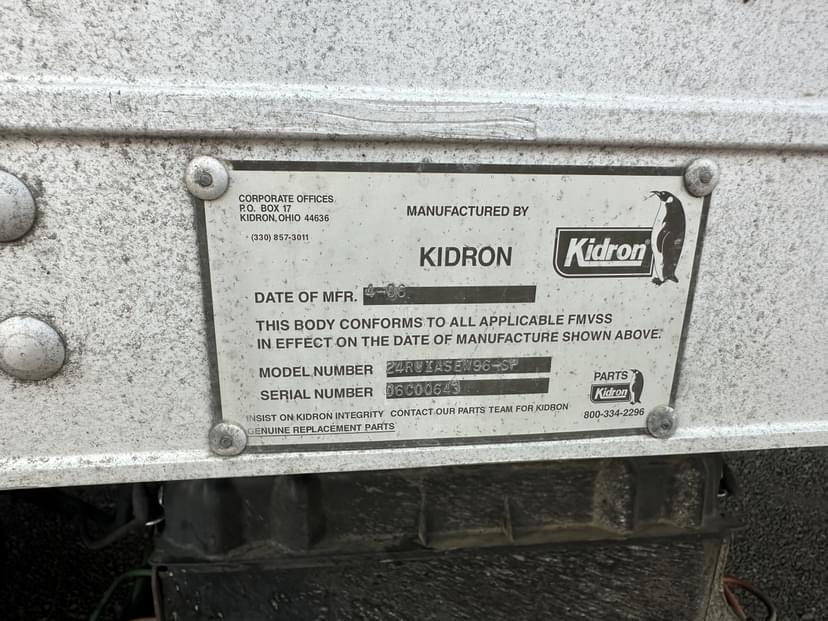 CORPORATE OFFICES
P.O. BOX 17
KIDRON, OHIO 44636
(330) 857-3011
MANUFACTURED BY
KIDRON
Kidron
DATE OF MFR. 4-06
THIS BODY CONFORMS TO ALL APPLICABLE FMVSS
IN EFFECT ON THE DATE OF MANUFACTURE SHOWN ABOVE.
MODEL NUMBER
SERIAL NUMBER 06C00643
PARTS
Kidron
800-334-2296
INSIST ON KIDRON INTEGRITY CONTACT OUR PARTS TEAM FOR KIDRON
GENUINE REPLACEMENT PARTS